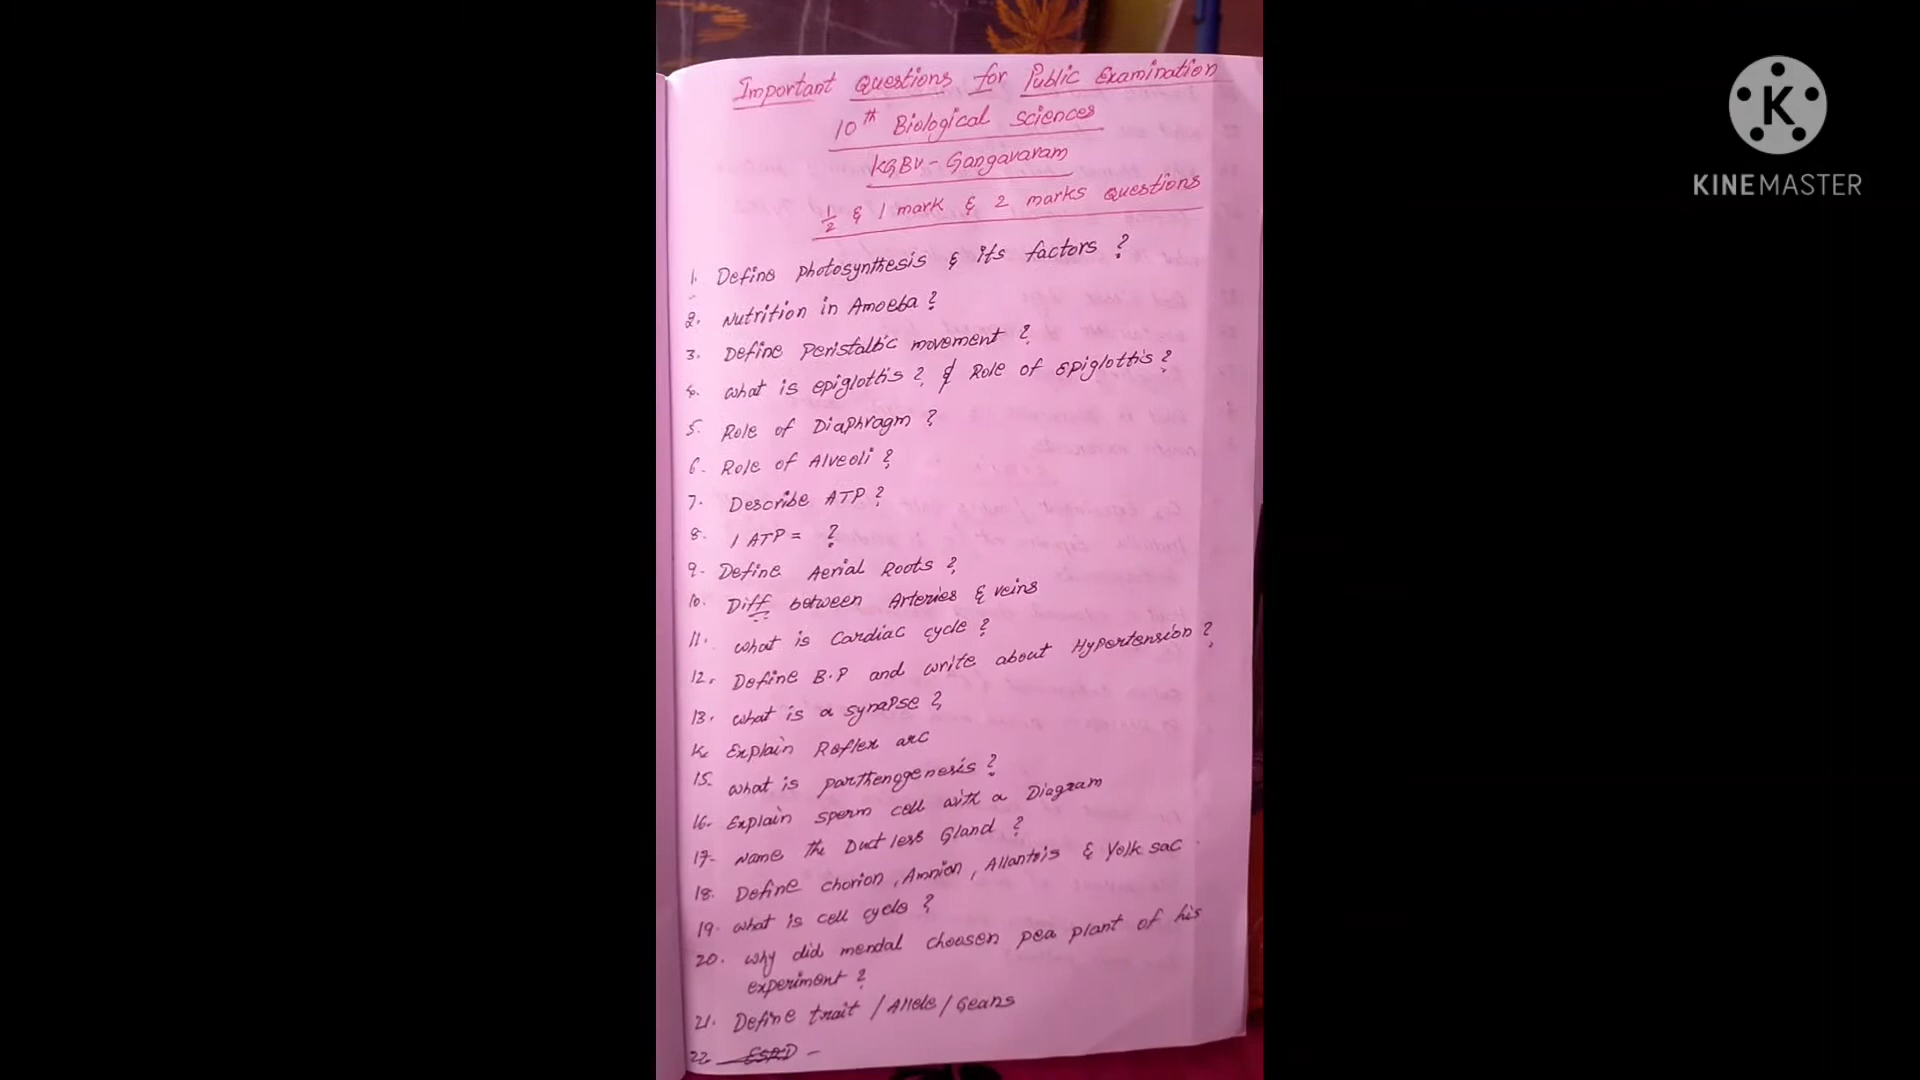 Important Questions for Public Examination
10th Biological Sciences
KGBV - Gangavaram
1/2 & 1 mark & 2 marks questions
1. Define photosynthesis & its factors ?
2. Nutrition in Amoeba ?
3. Define Peristaltic movement ?
4. what is epiglottis ? & Role of epiglottis ?
5. Role of Diaphragm ?
6. Role of Alveoli ?
7. Describe ATP ?
8. 1 ATP = ?
9. Define Aerial Roots ?
10. Diff between Arteries & veins
11. what is Cardiac cycle ?
12. Define B.P and write about Hypertension ?
13. what is a synapse ?
14. Explain Reflex arc
15. what is parthenogenesis ?
16. Explain sperm cell with a Diagram
17. Name the Ductless Gland ?
18. Define chorion, Amnion, Allantois & Yolk sac.
19. what is cell cycle ?
20. why did mendal choosen pea plant of his
experiment ?
21. Define trait / Allele / Geans
22.
KINEMASTER